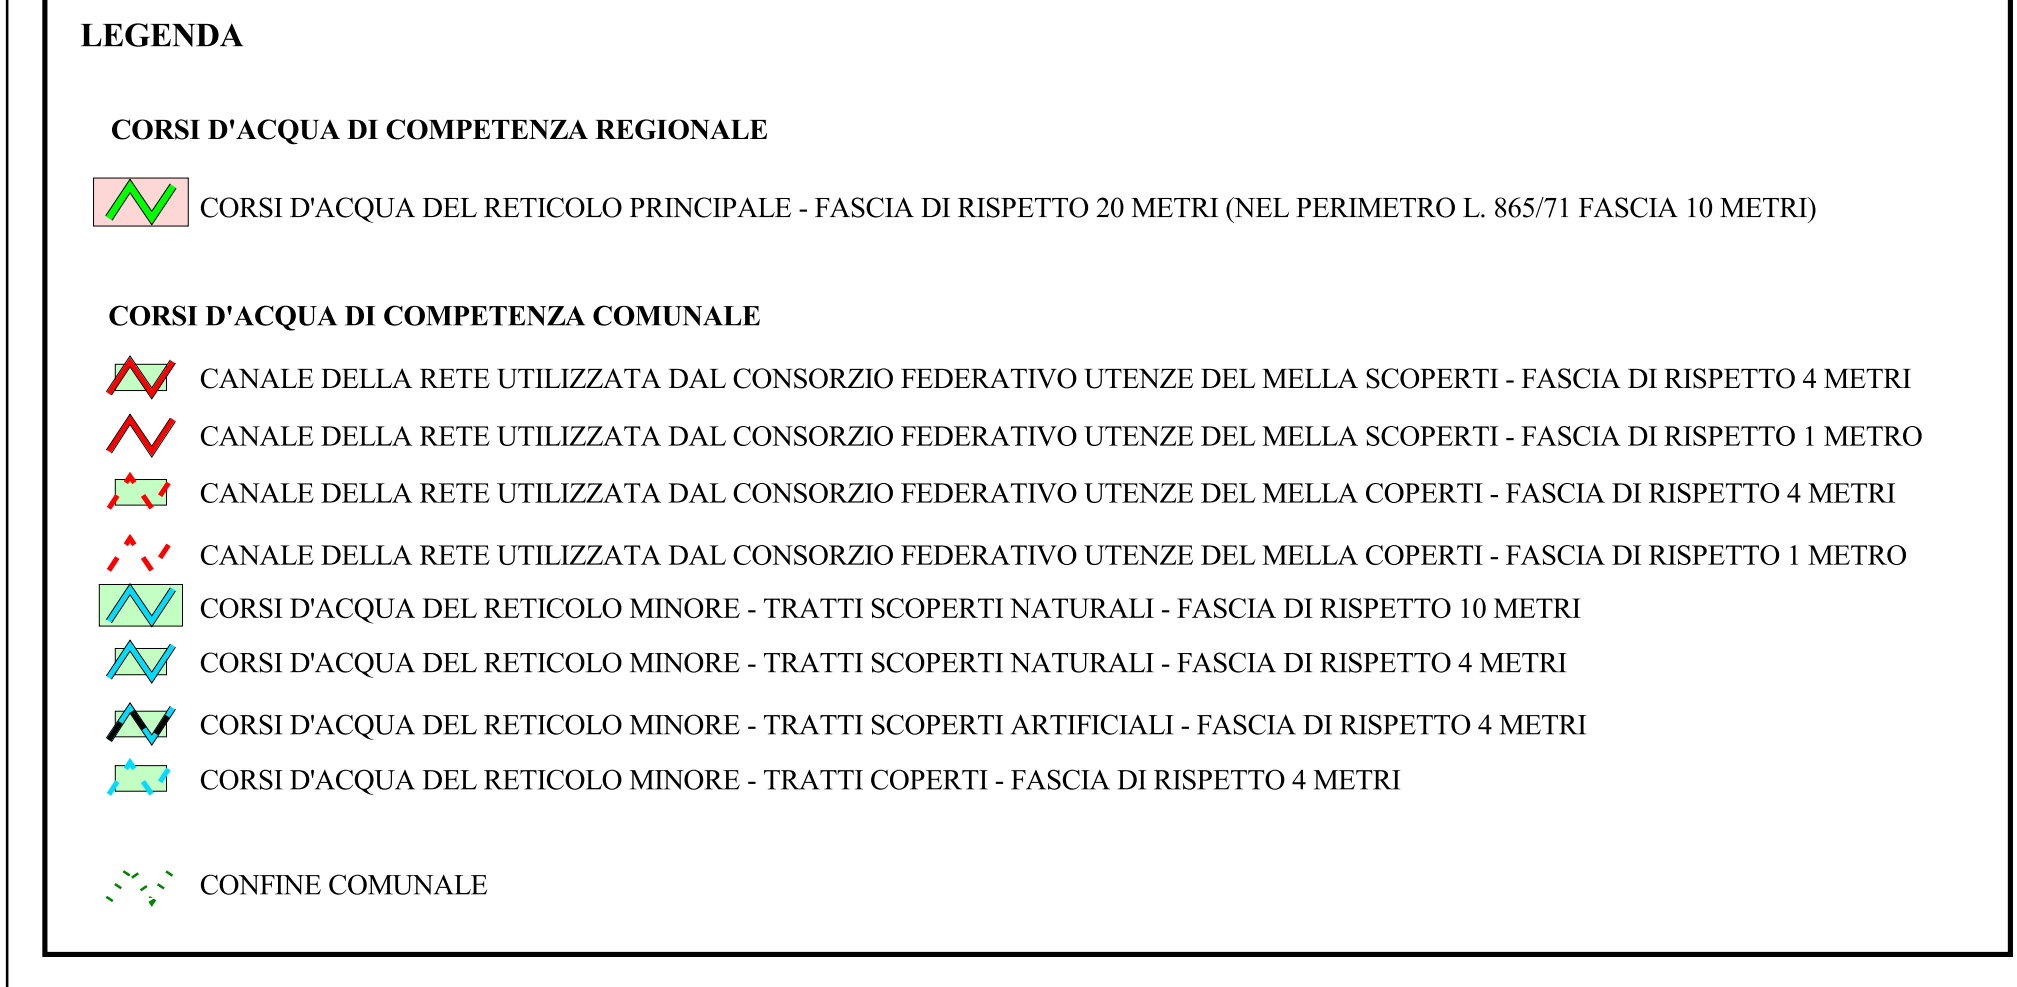 LEGENDA
CORSI D'ACQUA DI COMPETENZA REGIONALE
CORSI D'ACQUA DEL RETICOLO PRINCIPALE - FASCIA DI RISPETTO 20 METRI (NEL PERIMETRO L. 865/71 FASCIA 10 METRI)
CORSI D'ACQUA DI COMPETENZA COMUNALE
CANALE DELLA RETE UTILIZZATA DAL CONSORZIO FEDERATIVO UTENZE DEL MELLA SCOPERTI - FASCIA DI RISPETTO 4 METRI
CANALE DELLA RETE UTILIZZATA DAL CONSORZIO FEDERATIVO UTENZE DEL MELLA SCOPERTI - FASCIA DI RISPETTO 1 METRO
CANALE DELLA RETE UTILIZZATA DAL CONSORZIO FEDERATIVO UTENZE DEL MELLA COPERTI - FASCIA DI RISPETTO 4 METRI
CANALE DELLA RETE UTILIZZATA DAL CONSORZIO FEDERATIVO UTENZE DEL MELLA COPERTI - FASCIA DI RISPETTO 1 METRO
CORSI D'ACQUA DEL RETICOLO MINORE - TRATTI SCOPERTI NATURALI - FASCIA DI RISPETTO 10 METRI
CORSI D'ACQUA DEL RETICOLO MINORE - TRATTI SCOPERTI NATURALI - FASCIA DI RISPETTO 4 METRI
CORSI D'ACQUA DEL RETICOLO MINORE - TRATTI SCOPERTI ARTIFICIALI - FASCIA DI RISPETTO 4 METRI
CORSI D'ACQUA DEL RETICOLO MINORE - TRATTI COPERTI - FASCIA DI RISPETTO 4 METRI
CONFINE COMUNALE